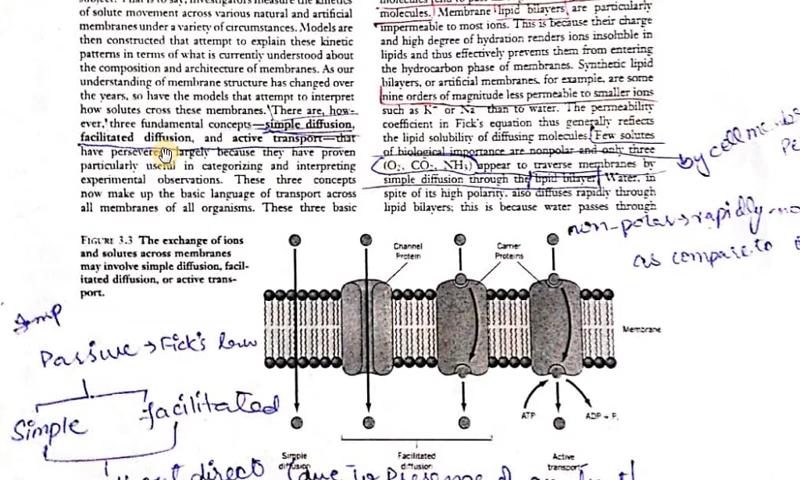 of solute movement across various natural and artificial
membranes under a variety of circumstances. Models are
then constructed that attempt to explain these kinetic
patterns in terms of what is currently understood about
the composition and architecture of membranes. As our
understanding of membrane structure has changed over
the years, so have the models that attempt to interpret
how solutes cross these membranes. There are, how-
ever, three fundamental concepts—simple diffusion,
facilitated diffusion, and active transport—that
have persevered largely because they have proven
particularly useful in categorizing and interpreting
experimental observations. These three concepts
now make up the basic language of transport across
all membranes of all organisms. These three basic
molecules. Membrane lipid bilayers, are particularly
impermeable to most ions. This is because their charge
and high degree of hydration renders ions insoluble in
lipids and thus effectively prevents them from entering
the hydrocarbon phase of membranes. Synthetic lipid
bilayers, or artificial membranes, for example, are some
nine orders of magnitude less permeable to smaller ions
such as K⁺ or Na⁺ than to water. The permeability
coefficient in Fick's equation thus generally reflects
the lipid solubility of diffusing molecules. Few solutes
of biological importance are nonpolar and only three
(O₂, CO₂, NH₃) appear to traverse membranes by
simple diffusion through the lipid bilayer. Water, in
spite of its high polarity, also diffuses rapidly through
lipid bilayers; this is because water passes through
by cell memb
non-polar → rapidly
as compare to
FIGURE 3.3 The exchange of ions
and solutes across membranes
may involve simple diffusion, facil-
itated diffusion, or active trans-
port.
Channel
Protein
Carrier
Proteins
Membrane
ATP
ADP + Pᵢ
Simple
diffusion
Facilitated
diffusion
Active
transport
Passive → Fick's law
Simple
facilitated
direct (due to presence of